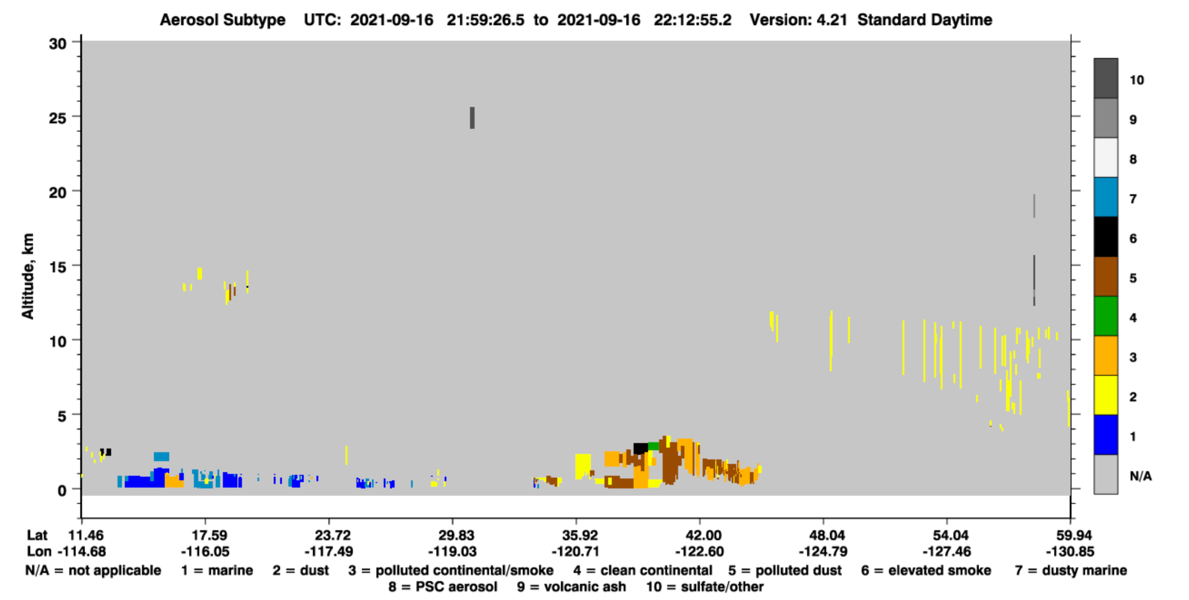 Aerosol Subtype UTC: 2021-09-16 21:59:26.5 to 2021-09-16 22:12:55.2 Version: 4.21 Standard Daytime
30
25
20
15
10
5
0
Altitude, km
10
9
8
7
6
5
4
3
2
1
N/A
Lat 11.46 17.59 23.72 29.83 35.92 42.00 48.04 54.04 59.94
Lon -114.68 -116.05 -117.49 -119.03 -120.71 -122.60 -124.79 -127.46 -130.85
N/A = not applicable 1 = marine 2 = dust 3 = polluted continental/smoke 4 = clean continental 5 = polluted dust 6 = elevated smoke 7 = dusty marine
8 = PSC aerosol 9 = volcanic ash 10 = sulfate/other